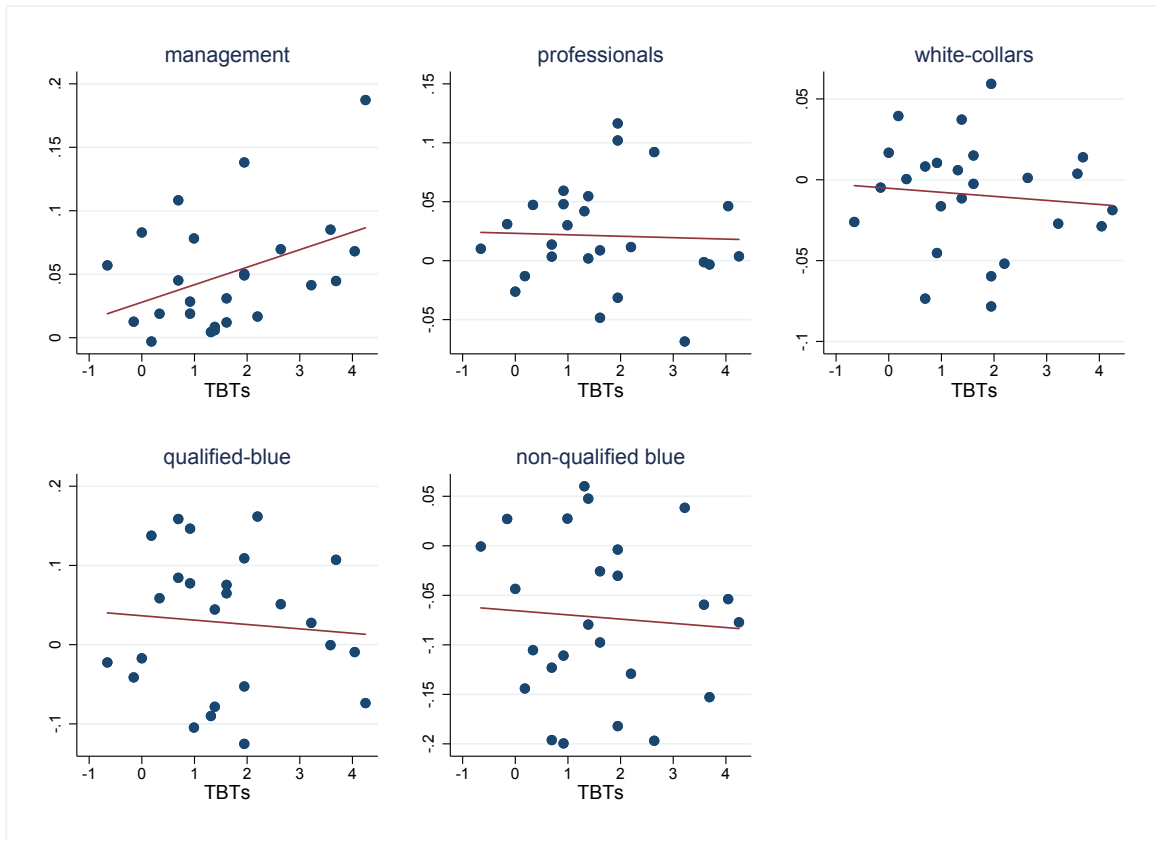 management
.2
.15
.1
.05
0
-1 0 1 2 3 4
TBTs
professionals
.15
.1
.05
0
-.05
-1 0 1 2 3 4
TBTs
white-collars
.05
0
-.05
-.1
-1 0 1 2 3 4
TBTs
qualified-blue
.2
.1
0
-.1
-1 0 1 2 3 4
TBTs
non-qualified blue
.05
0
-.05
-.1
-.15
-.2
-1 0 1 2 3 4
TBTs